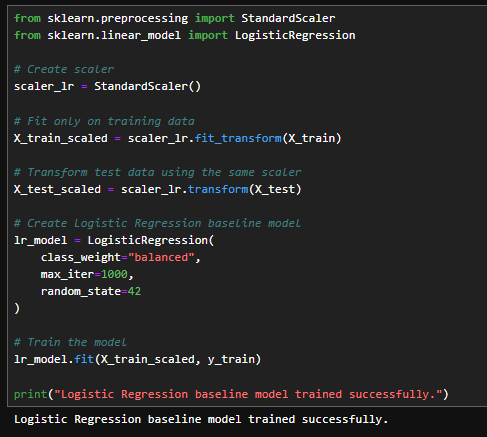 from sklearn.preprocessing import StandardScaler
from sklearn.linear_model import LogisticRegression
# Create scaler
scaler_lr = StandardScaler()
# Fit only on training data
X_train_scaled = scaler_lr.fit_transform(X_train)
# Transform test data using the same scaler
X_test_scaled = scaler_lr.transform(X_test)
# Create Logistic Regression baseline model
lr_model = LogisticRegression(
    class_weight="balanced",
    max_iter=1000,
    random_state=42
)
# Train the model
lr_model.fit(X_train_scaled, y_train)
print("Logistic Regression baseline model trained successfully.")
Logistic Regression baseline model trained successfully.